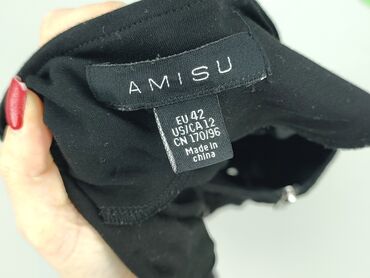 AMISU
EU 42
US/CA 12
CN 170/96
Made in
china